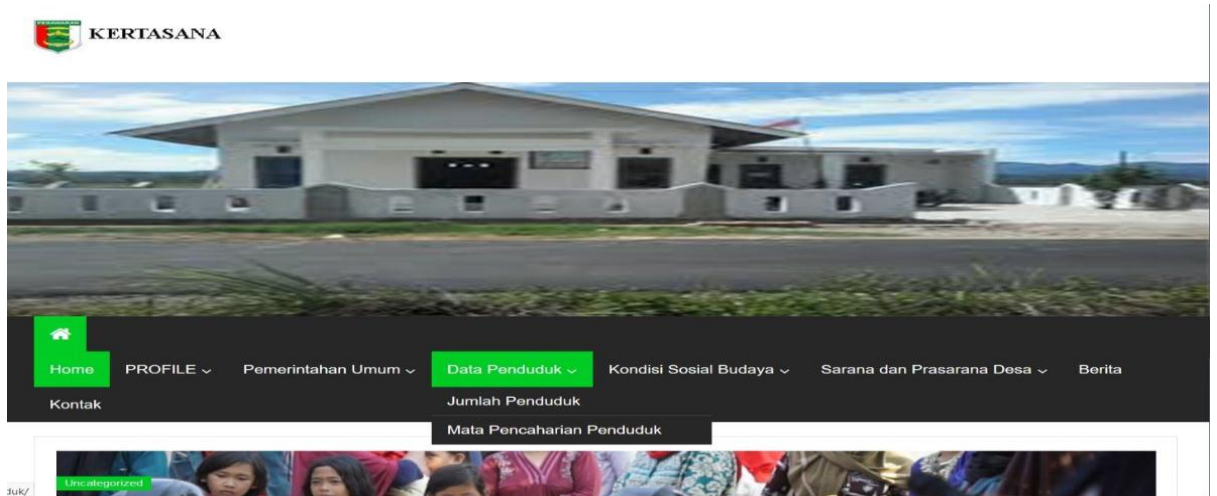 KERTASANA
Home PROFILE Pemerintahan Umum Data Penduduk Kondisi Sosial Budaya Sarana dan Prasarana Desa Berita
Kontak
Jumlah Penduduk
Mata Pencaharian Penduduk
Uncategorized
duk/